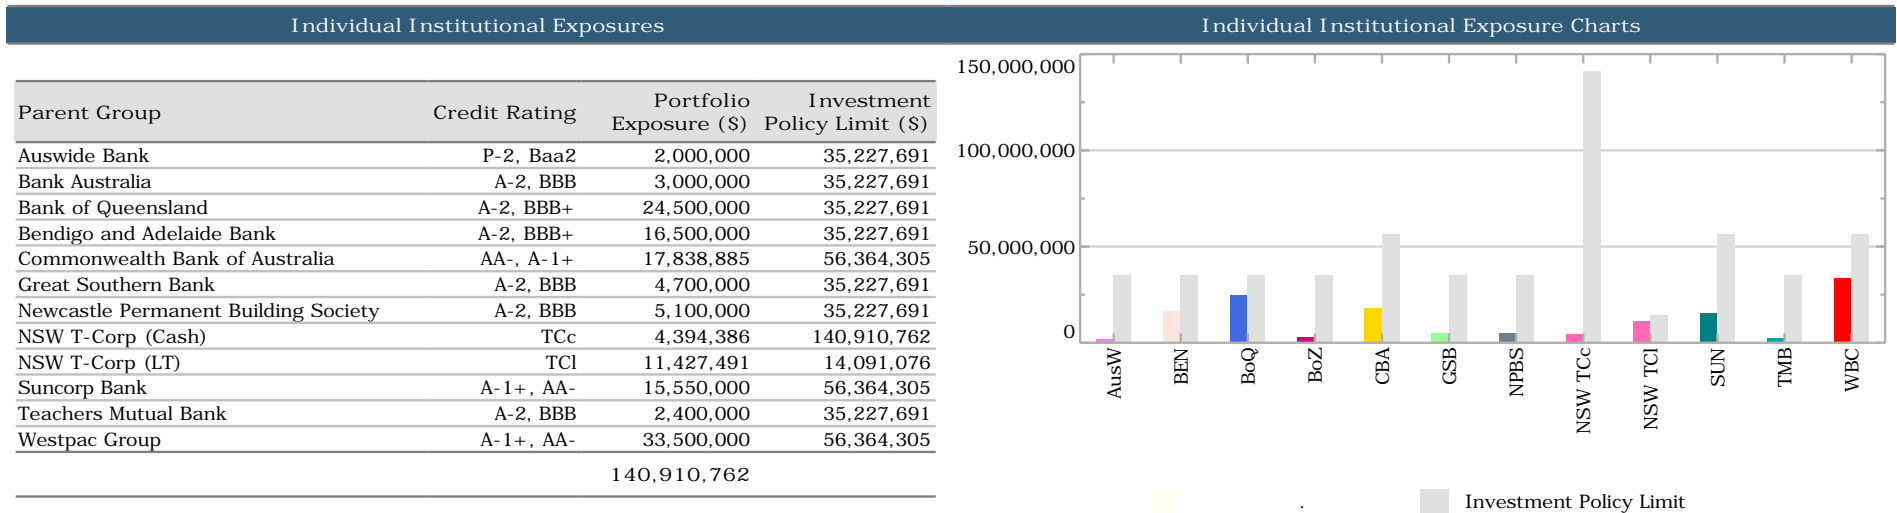 Individual Institutional Exposures
Parent Group Credit Rating Portfolio Exposure ($) Investment Policy Limit ($)
Auswide Bank P-2, Baa2 2,000,000 35,227,691
Bank Australia A-2, BBB 3,000,000 35,227,691
Bank of Queensland A-2, BBB+ 24,500,000 35,227,691
Bendigo and Adelaide Bank A-2, BBB+ 16,500,000 35,227,691
Commonwealth Bank of Australia AA-, A-1+ 17,838,885 56,364,305
Great Southern Bank A-2, BBB 4,700,000 35,227,691
Newcastle Permanent Building Society A-2, BBB 5,100,000 35,227,691
NSW T-Corp (Cash) TCc 4,394,386 140,910,762
NSW T-Corp (LT) TCl 11,427,491 14,091,076
Suncorp Bank A-1+, AA- 15,550,000 56,364,305
Teachers Mutual Bank A-2, BBB 2,400,000 35,227,691
Westpac Group A-1+, AA- 33,500,000 56,364,305
140,910,762
Individual Institutional Exposure Charts
150,000,000
100,000,000
50,000,000
0
AusW
BEN
BoQ
BoZ
CBA
GSB
NPBS
NSW TCc
NSW TCl
SUN
TMB
WBC
.
Investment Policy Limit